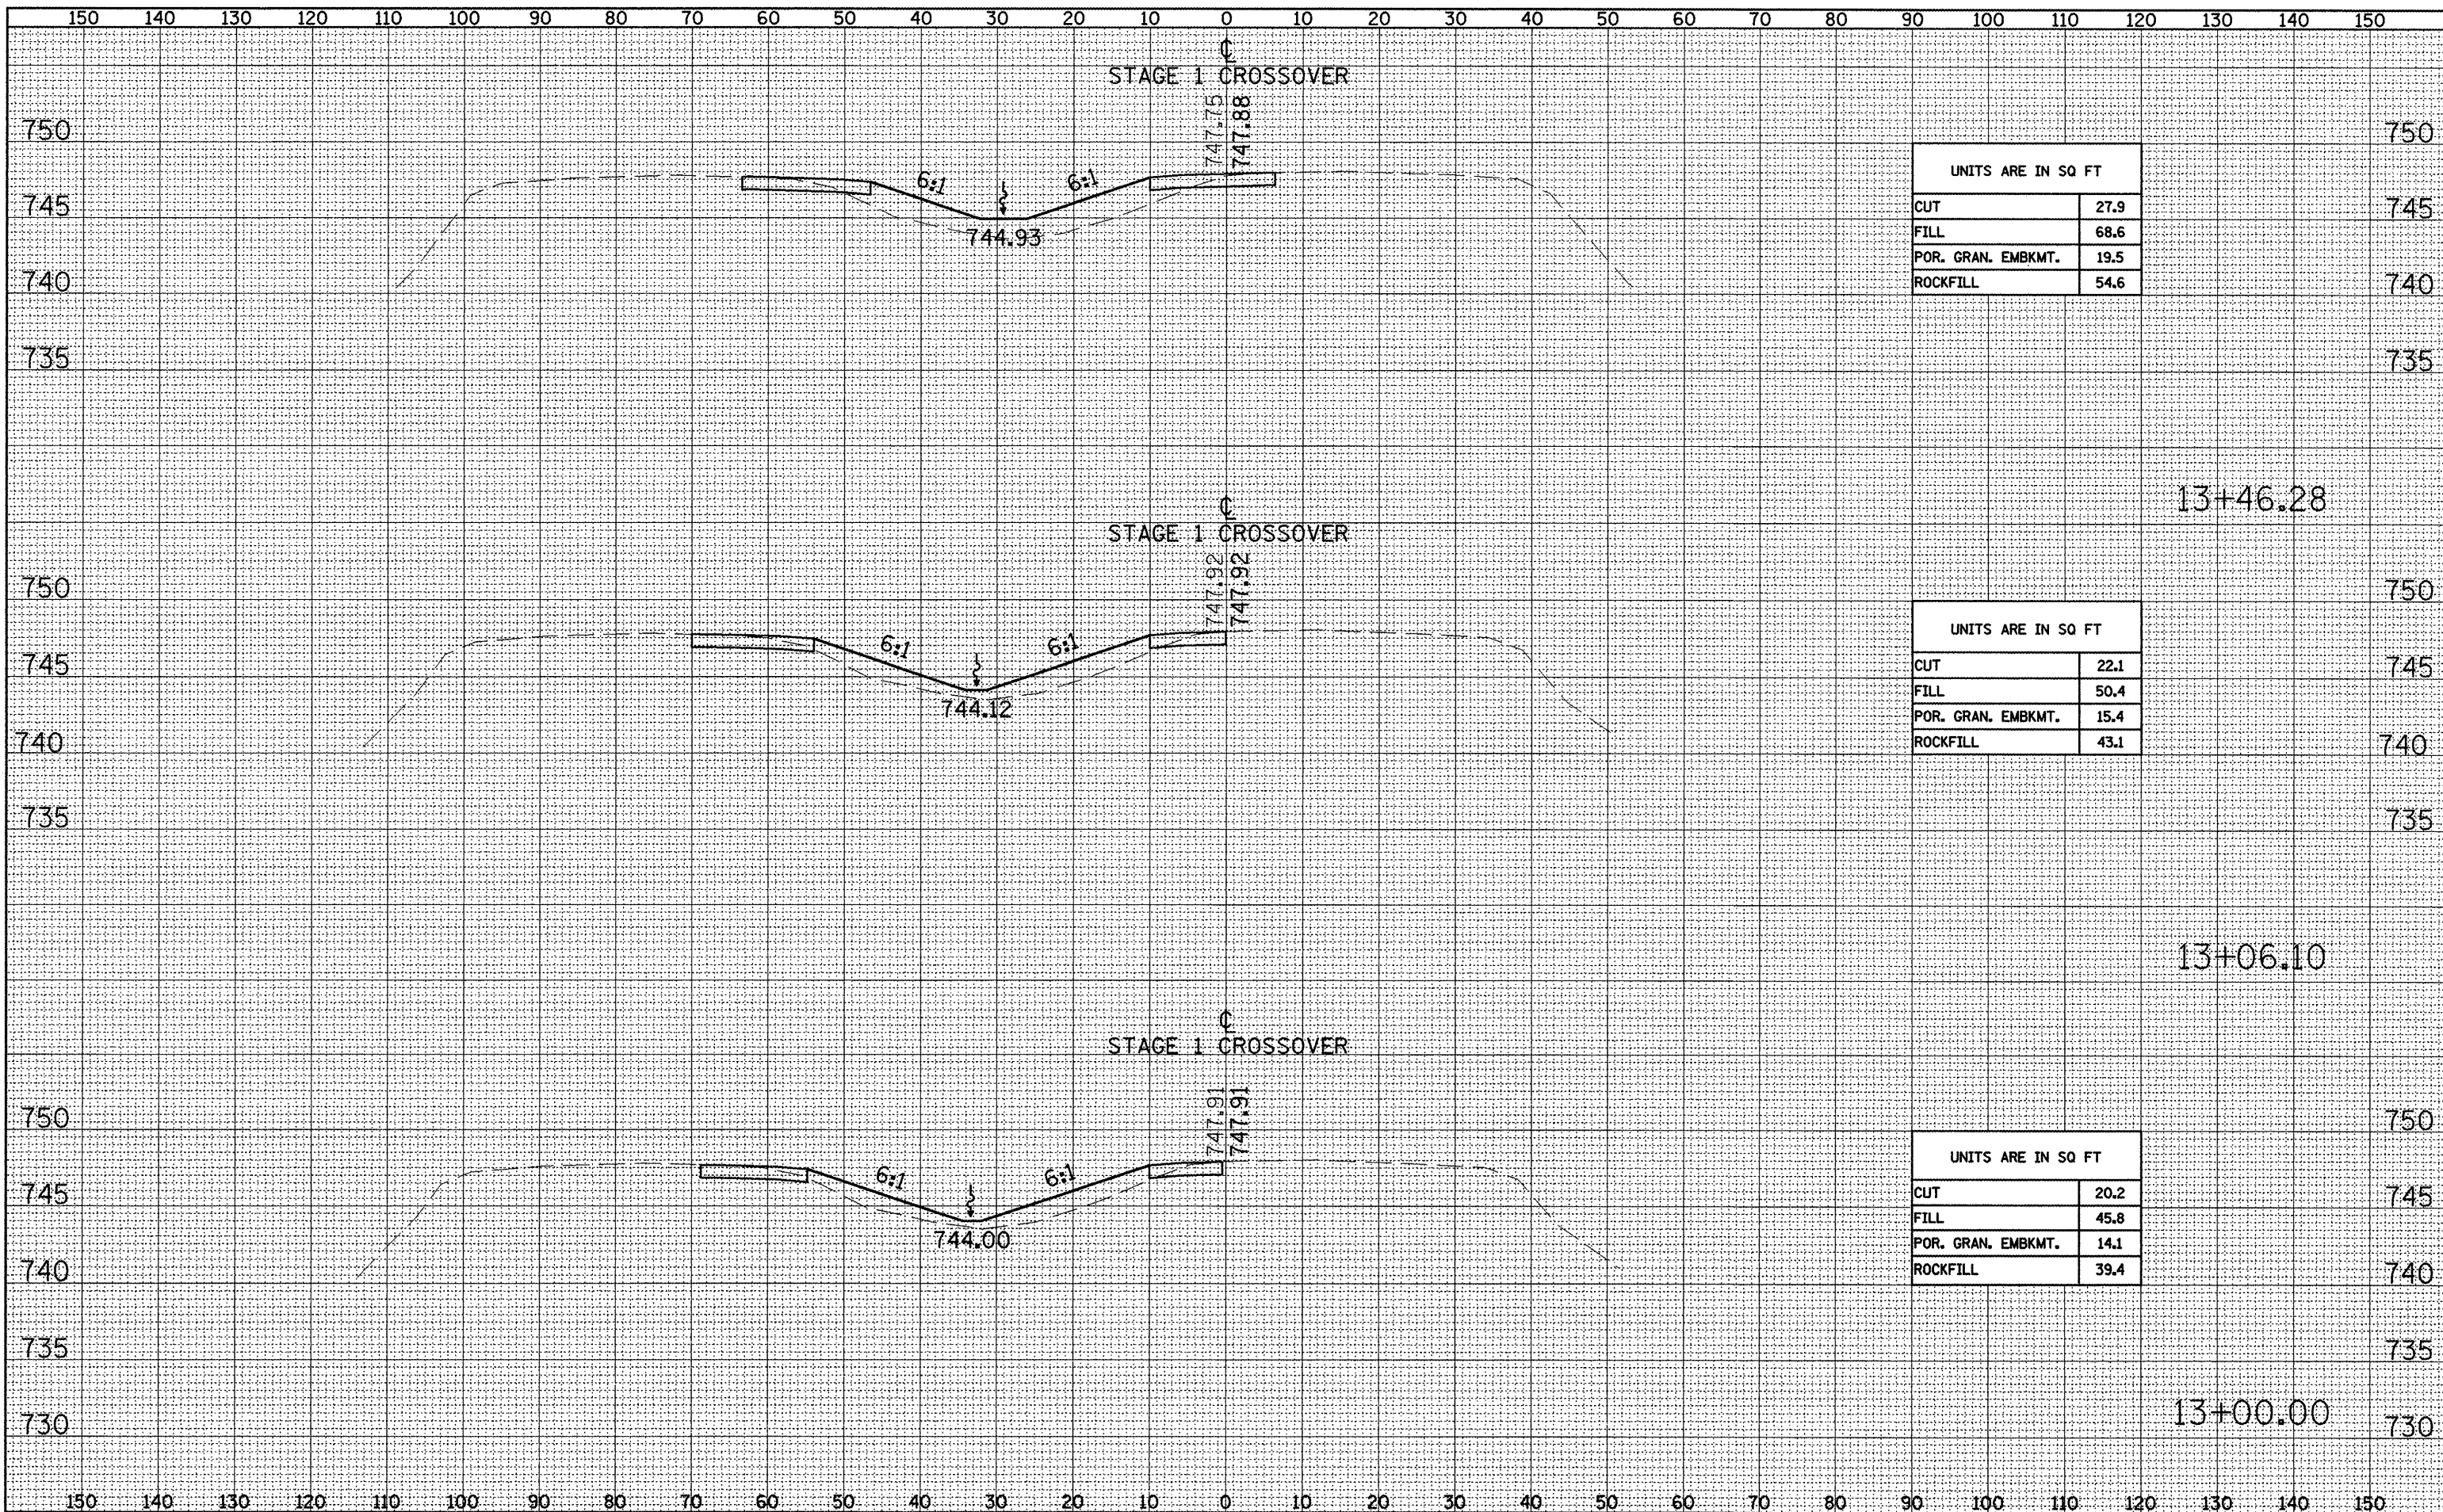 150 140 130 120 110 100 90 80 70 60 50 40 30 20 10 0 10 20 30 40 50 60 70 80 90 100 110 120 130 140 150
℄
STAGE 1 CROSSOVER
747.75
747.88
750 750
6:1 6:1
745 745
744.93
740 740
735 735
UNITS ARE IN SQ FT
CUT 27.9
FILL 68.6
POR. GRAN. EMBKMT. 19.5
ROCKFILL 54.6
13+46.28
℄
STAGE 1 CROSSOVER
747.92
747.92
750 750
6:1 6:1
745 745
744.12
740 740
735 735
UNITS ARE IN SQ FT
CUT 22.1
FILL 50.4
POR. GRAN. EMBKMT. 15.4
ROCKFILL 43.1
13+06.10
℄
STAGE 1 CROSSOVER
747.91
747.91
750 750
6:1 6:1
745 745
744.00
740 740
735 735
730 730
UNITS ARE IN SQ FT
CUT 20.2
FILL 45.8
POR. GRAN. EMBKMT. 14.1
ROCKFILL 39.4
13+00.00
150 140 130 120 110 100 90 80 70 60 50 40 30 20 10 0 10 20 30 40 50 60 70 80 90 100 110 120 130 140 150